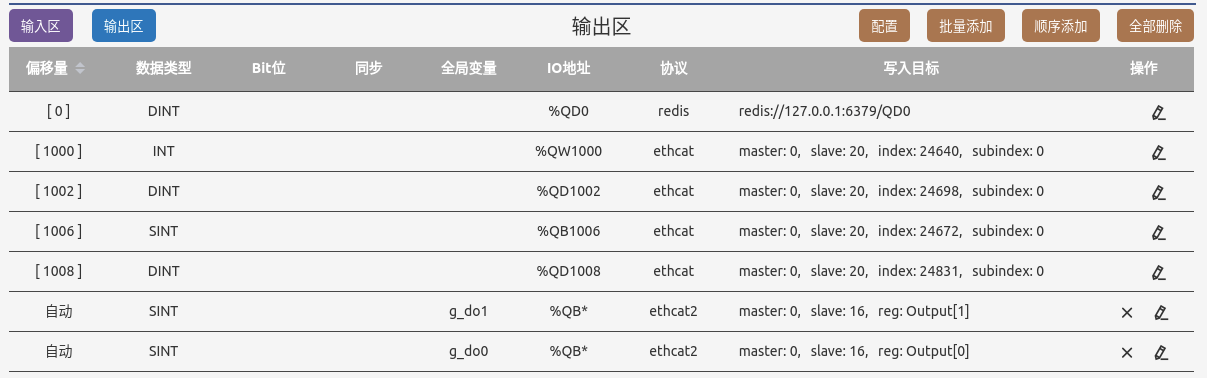 输入区 输出区 输出区 配置 批量添加 顺序添加 全部删除
偏移量 数据类型 Bit位 同步 全局变量 IO地址 协议 写入目标 操作
[ 0 ] DINT %QD0 redis redis://127.0.0.1:6379/QD0
[ 1000 ] INT %QW1000 ethcat master: 0, slave: 20, index: 24640, subindex: 0
[ 1002 ] DINT %QD1002 ethcat master: 0, slave: 20, index: 24698, subindex: 0
[ 1006 ] SINT %QB1006 ethcat master: 0, slave: 20, index: 24672, subindex: 0
[ 1008 ] DINT %QD1008 ethcat master: 0, slave: 20, index: 24831, subindex: 0
自动 SINT g_do1 %QB* ethcat2 master: 0, slave: 16, reg: Output[1]
自动 SINT g_do0 %QB* ethcat2 master: 0, slave: 16, reg: Output[0]